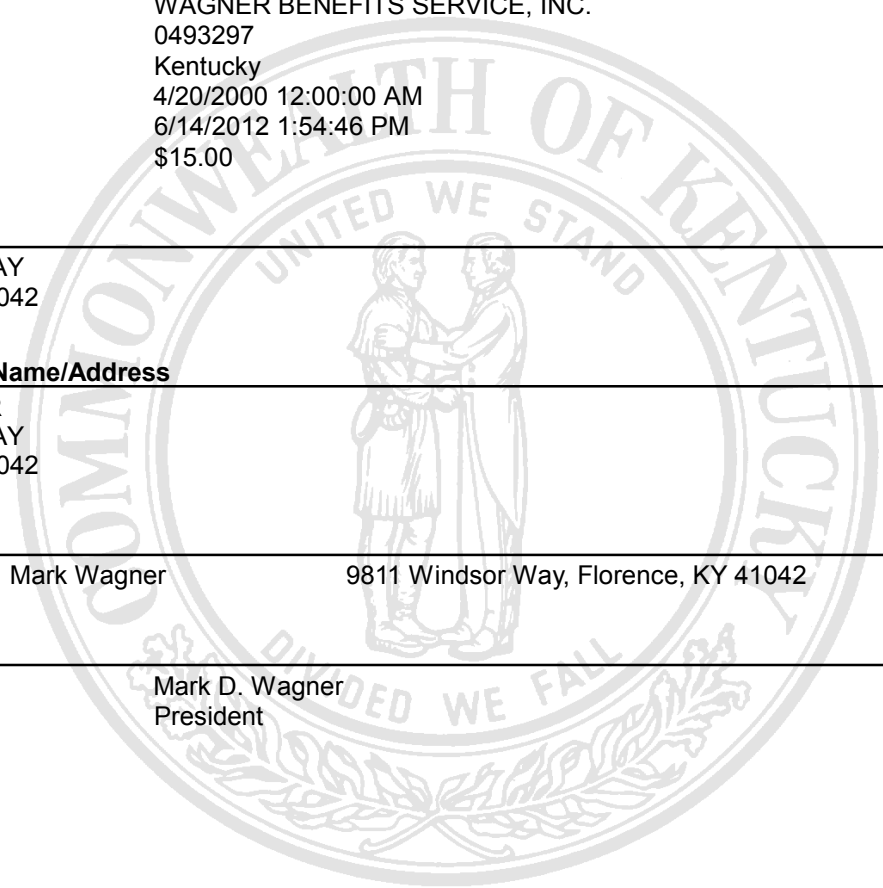 WAGNER BENEFITS SERVICE, INC.
0493297
Kentucky
4/20/2000 12:00:00 AM
6/14/2012 1:54:46 PM
$15.00
COMMONWEALTH OF KENTUCKY
UNITED WE STAND
AY
042
Name/Address
AY
042
Mark Wagner 9811 Windsor Way, Florence, KY 41042
DIVIDED WE FALL
Mark D. Wagner
President